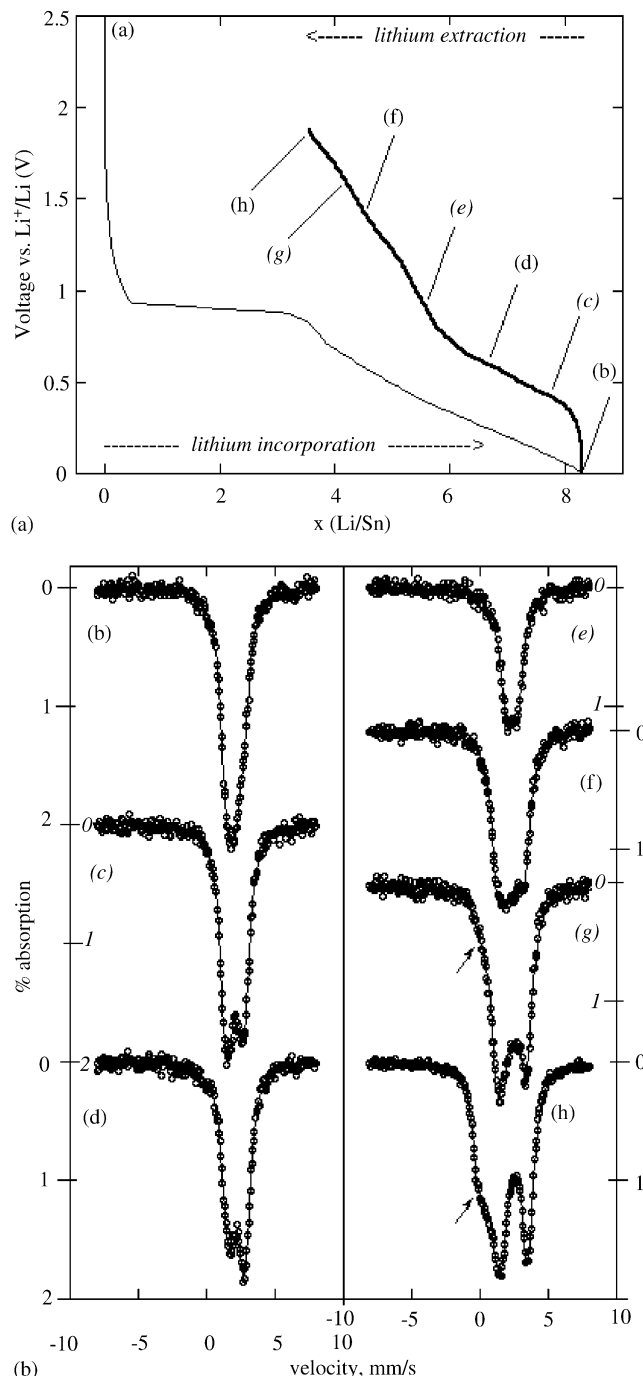 2.5
(a)
lithium extraction
2
(f)
(h)
1.5
(g)
(e)
(d)
1
(c)
(b)
0.5
lithium incorporation
0
0 2 4 6 8
Voltage vs. Li⁺/Li (V)
(a)
x (Li/Sn)
0 0
(b) (e)
1 1 0
(f)
2 0 1
(c) 0
(g)
1 1
0 2 0
(d) (h)
1 1
2
-10 -5 0 5 10 -5 0 5 10
% absorption
(b)
velocity, mm/s